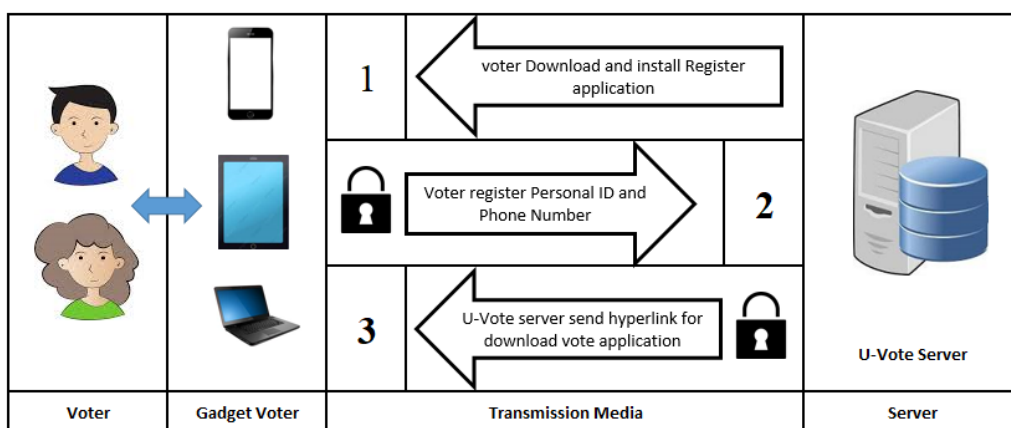 1
voter Download and install Register
application
Voter register Personal ID and
Phone Number
2
3
U-Vote server send hyperlink for
download vote application
U-Vote Server
Voter
Gadget Voter
Transmission Media
Server